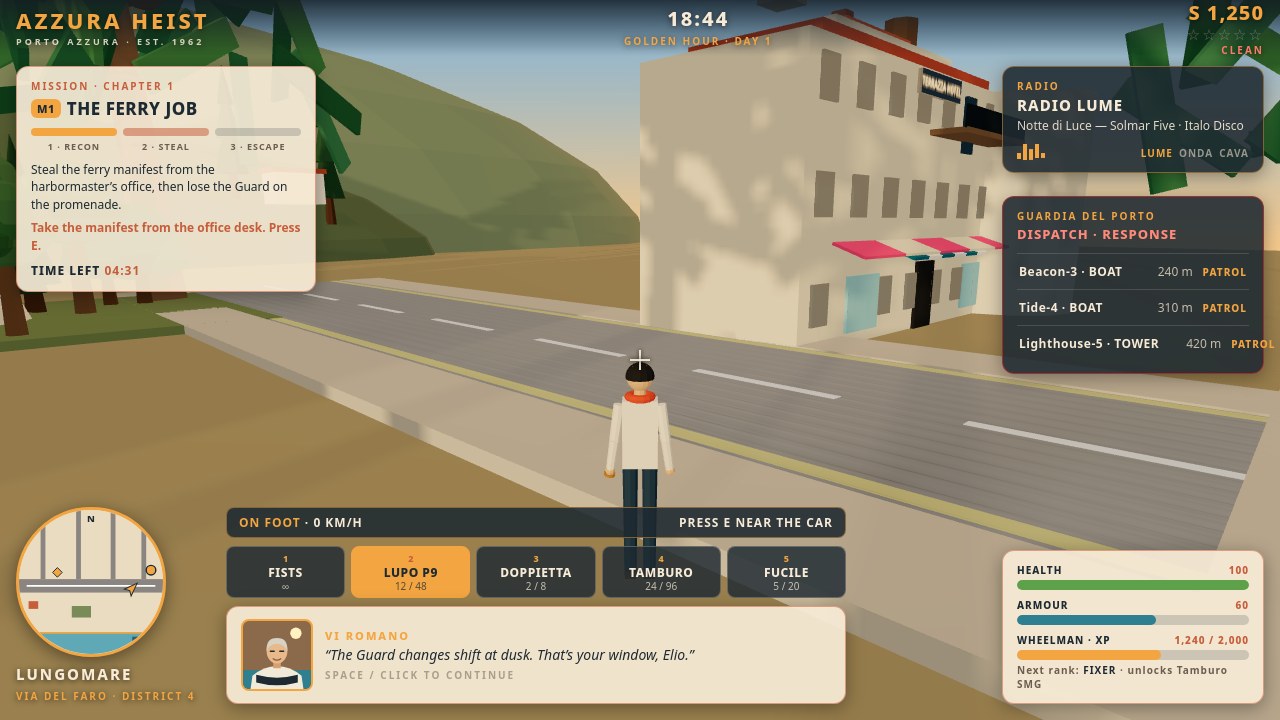 AZZURA HEIST
PORTO AZZURA · EST. 1962
18:44
GOLDEN HOUR · DAY 1
S 1,250
☆☆☆☆☆
CLEAN
MISSION · CHAPTER 1
M1 THE FERRY JOB
1 · RECON 2 · STEAL 3 · ESCAPE
Steal the ferry manifest from the
harbormaster's office, then lose the Guard on
the promenade.
Take the manifest from the office desk. Press
E.
TIME LEFT 04:31
RADIO
RADIO LUME
Notte di Luce — Solmar Five · Italo Disco
LUME ONDA CAVA
GUARDIA DEL PORTO
DISPATCH · RESPONSE
Beacon-3 · BOAT 240 m PATROL
Tide-4 · BOAT 310 m PATROL
Lighthouse-5 · TOWER 420 m PATROL
N
LUNGOMARE
VIA DEL FARO · DISTRICT 4
ON FOOT · 0 KM/H PRESS E NEAR THE CAR
1 FISTS ∞
2 LUPO P9 12 / 48
3 DOPPIETTA 2 / 8
4 TAMBURO 24 / 96
5 FUCILE 5 / 20
VI ROMANO
“The Guard changes shift at dusk. That’s your window, Elio.”
SPACE / CLICK TO CONTINUE
HEALTH 100
ARMOUR 60
WHEELMAN · XP 1,240 / 2,000
Next rank: FIXER · unlocks Tamburo
SMG